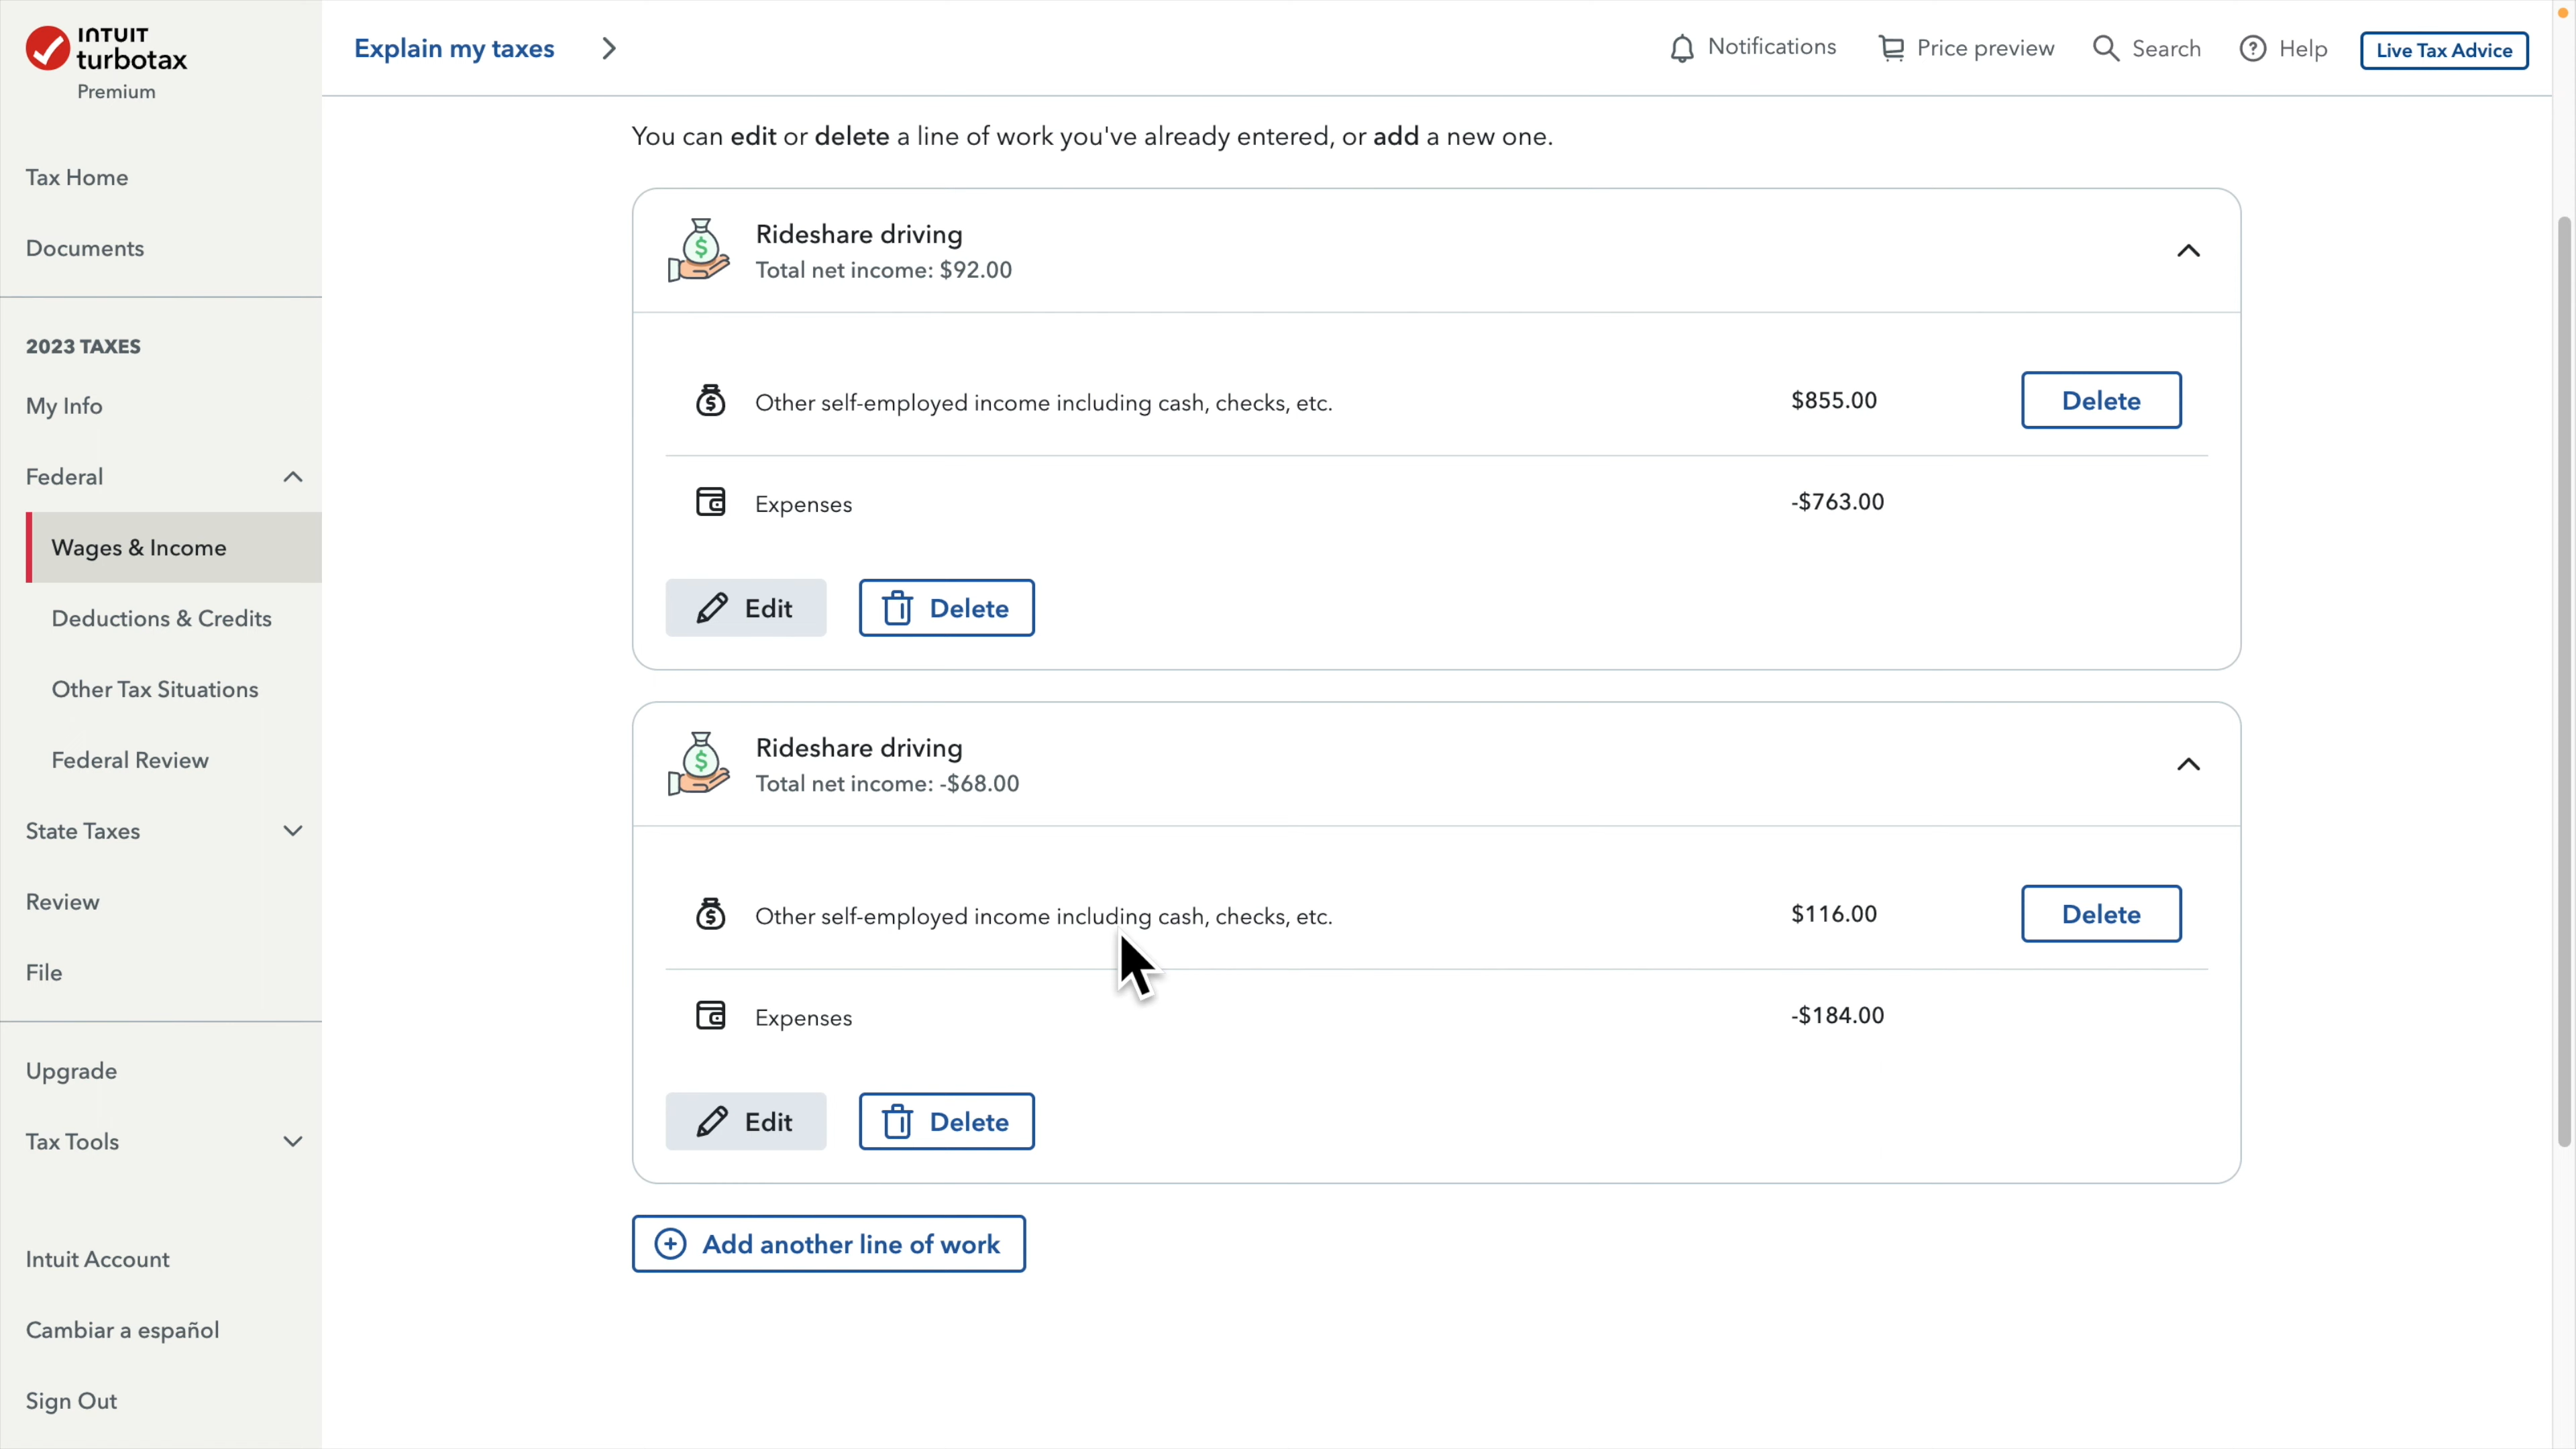 INTUIT
turbotax
Premium
Tax Home
Documents
2023 TAXES
My Info
Federal
Wages & Income
Deductions & Credits
Other Tax Situations
Federal Review
State Taxes
Review
File
Upgrade
Tax Tools
Intuit Account
Cambiar a español
Sign Out
Explain my taxes
Notifications
Price preview
Search
Help
Live Tax Advice
You can edit or delete a line of work you've already entered, or add a new one.
Rideshare driving
Total net income: $92.00
Other self-employed income including cash, checks, etc. $855.00 Delete
Expenses -$763.00
Edit Delete
Rideshare driving
Total net income: -$68.00
Other self-employed income including cash, checks, etc. $116.00 Delete
Expenses -$184.00
Edit Delete
Add another line of work